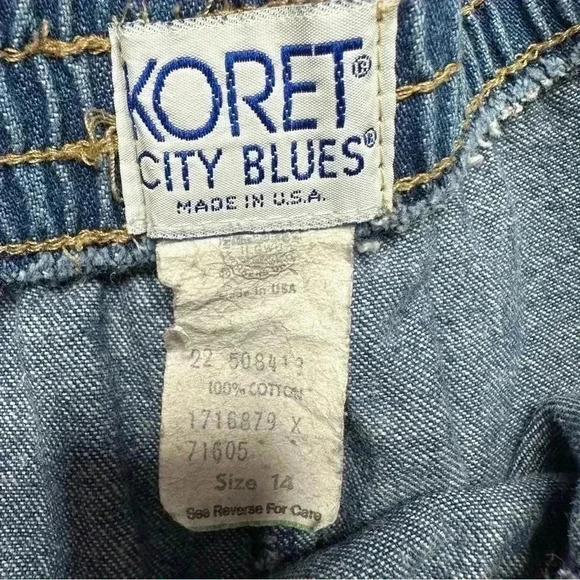 KORET®
CITY BLUES®
MADE IN U.S.A.
Made in USA
22 508413
100% COTTON
1716879 X
71605
Size 14
See Reverse For Care